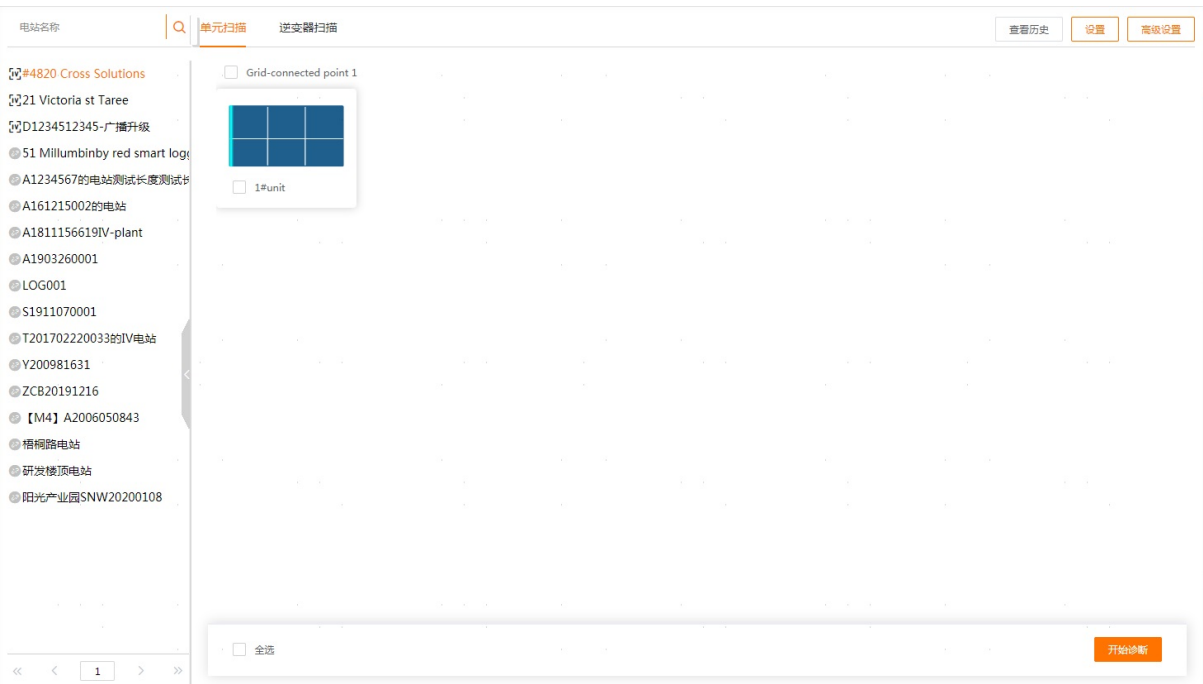 电站名称
单元扫描
逆变器扫描
查看历史
设置
高级设置
#4820 Cross Solutions
21 Victoria st Taree
D1234512345-广播升级
51 Millumbinby red smart logg
A1234567的电站测试长度测试长
A161215002的电站
A1811156619IV-plant
A1903260001
LOG001
S1911070001
T201702220033的IV电站
Y200981631
ZCB20191216
【M4】A2006050843
梧桐路电站
研发楼顶电站
阳光产业园SNW20200108
1
Grid-connected point 1
1#unit
全选
开始诊断